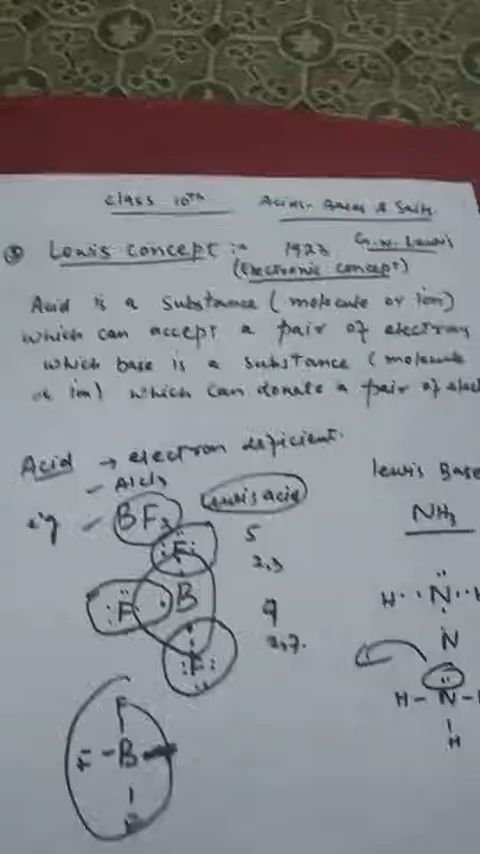 Class 10th Acids, Bases & Salts
Lewis concept :- 1923 G.N. Lewis
(Electronic concept)
Acid is a substance (molecule or ion)
which can accept a pair of electrons
which base is a substance (molecule
or ion) which can donate a pair of elect
Acid → electron deficient.
- AlCl3
Lewis acid
eg - BF3
F
5
2,3
F B
9
2,7.
F
F
F - B
F
Lewis Base
NH3
H N
N
H - N -
H